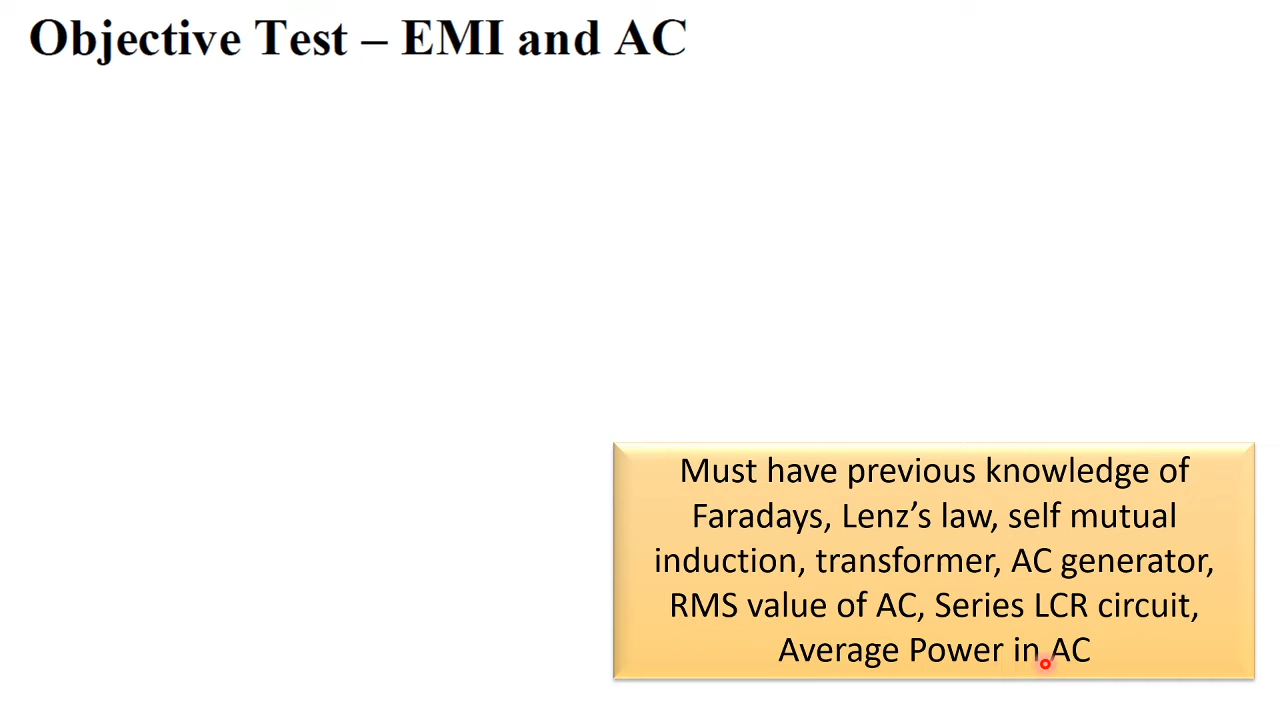 Objective Test – EMI and AC
Must have previous knowledge of
Faradays, Lenz’s law, self mutual
induction, transformer, AC generator,
RMS value of AC, Series LCR circuit,
Average Power in AC